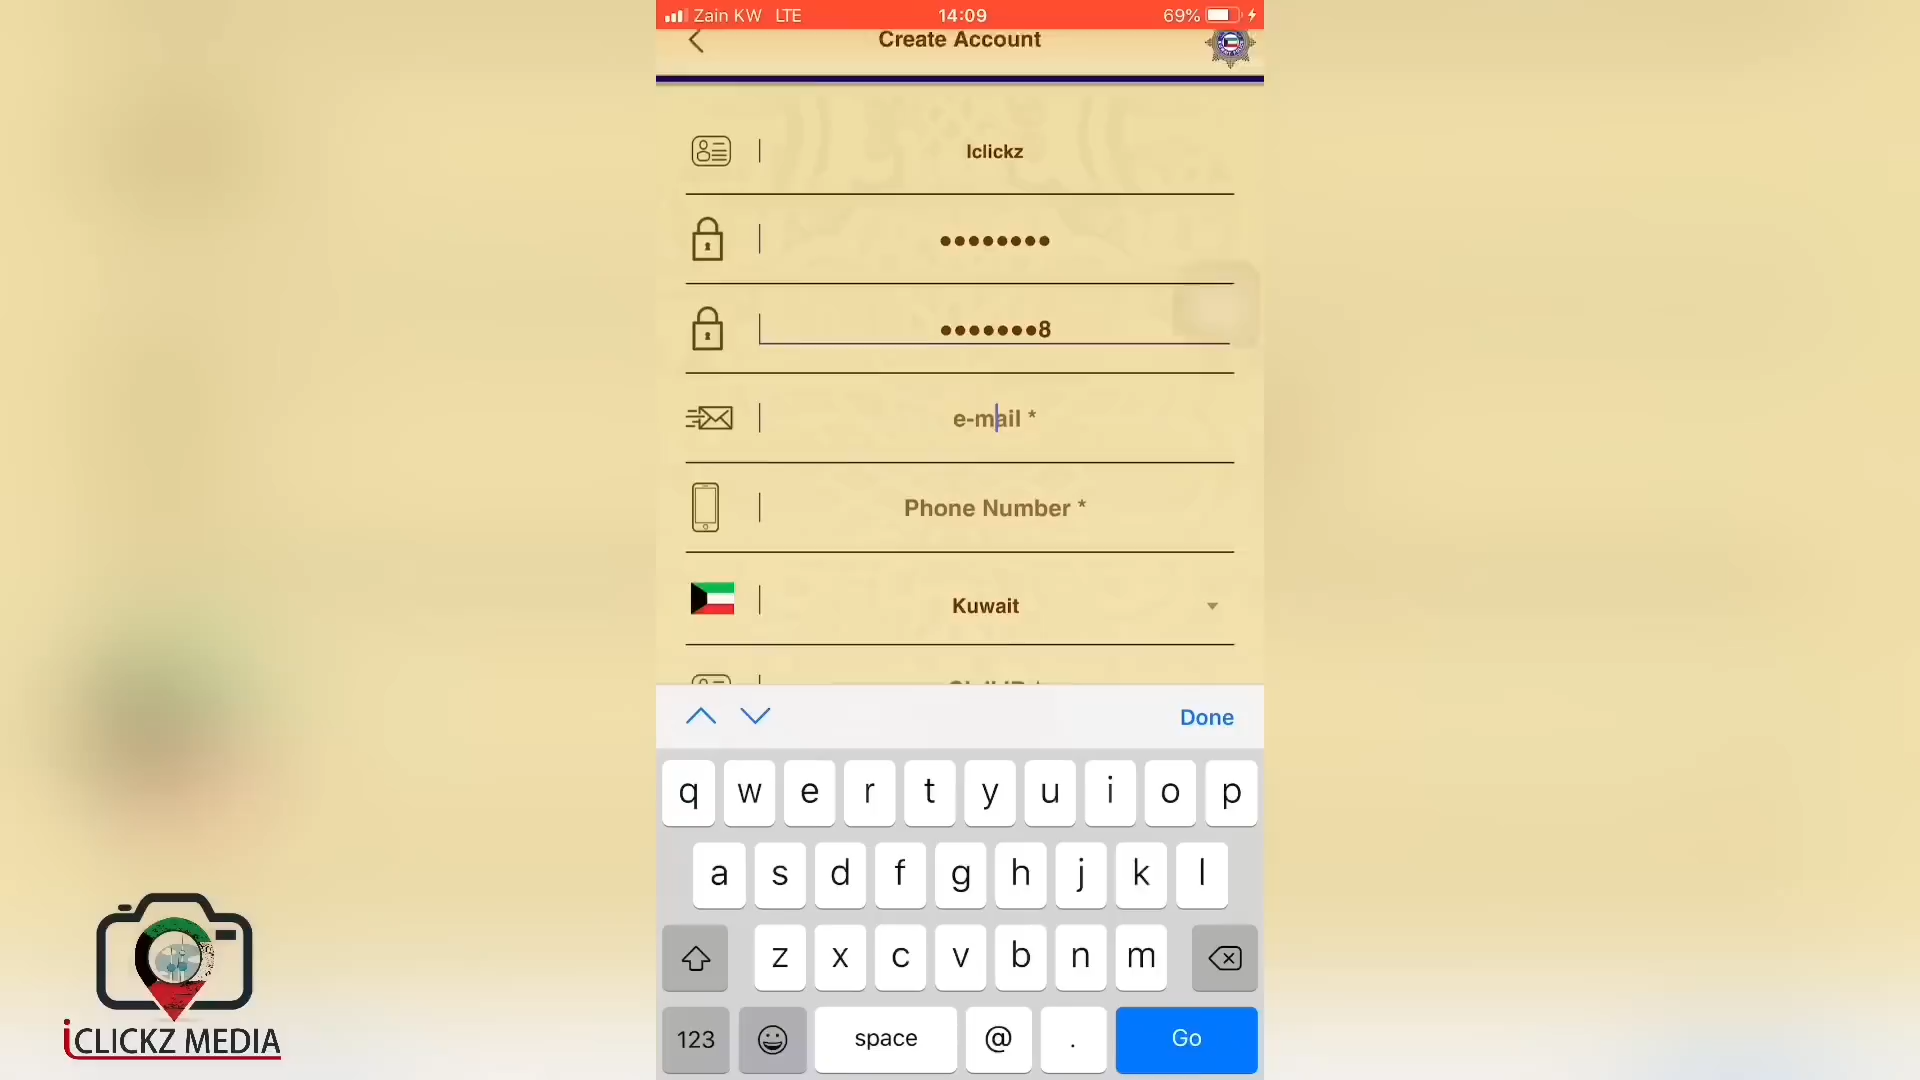 Zain KW LTE 14:09 69%
Create Account
Iclickz
••••••••
•••••••8
e-mail *
Phone Number *
Kuwait
Done
q w e r t y u i o p
a s d f g h j k l
z x c v b n m
123 space @ . Go
iCLICKZ MEDIA